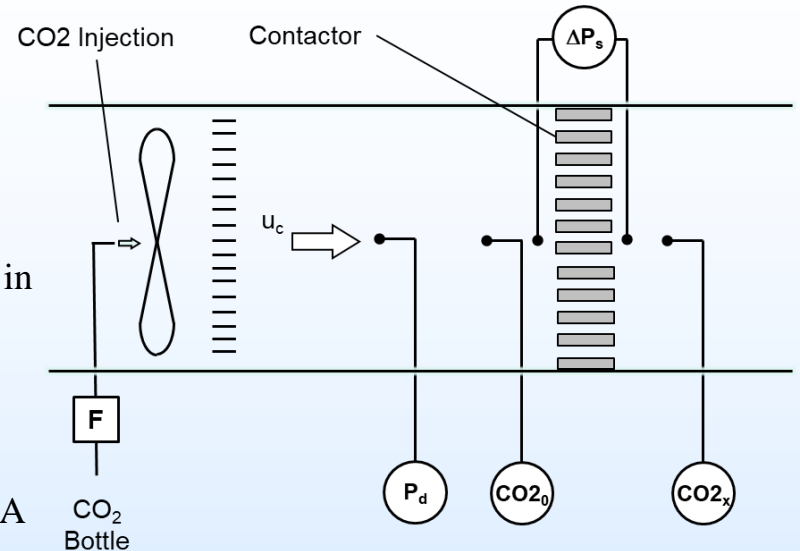 CO2 Injection
Contactor
ΔPs
uc
in
F
Pd
CO20
CO2x
A
CO2
Bottle